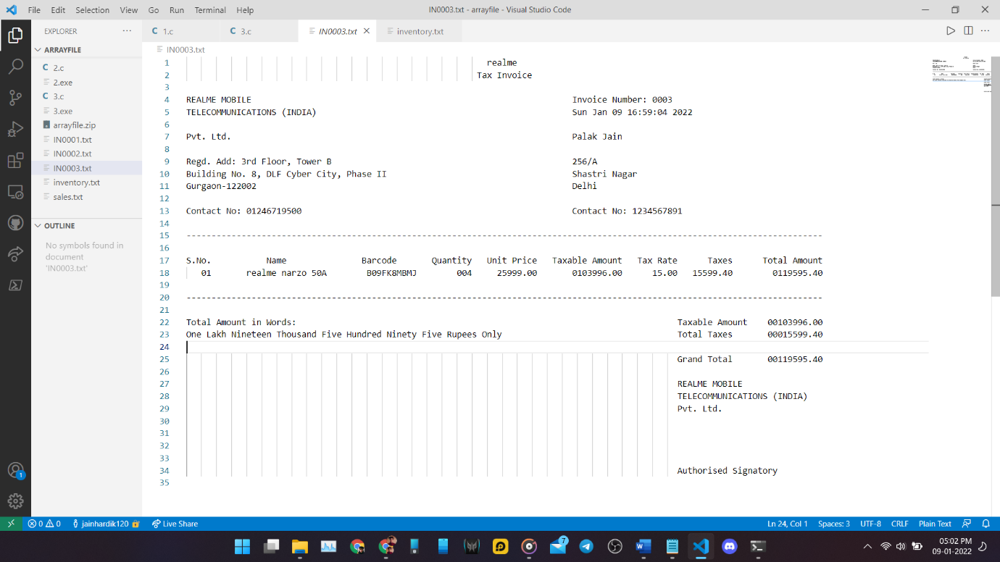 File Edit Selection View Go Run Terminal Help IN0003.txt - arrayfile - Visual Studio Code
EXPLORER ···
ARRAYFILE
C 2.c
2.exe
C 3.c
3.exe
arrayfile.zip
IN0001.txt
IN0002.txt
IN0003.txt
inventory.txt
sales.txt
OUTLINE
No symbols found in
document
'IN0003.txt'
C 1.c C 3.c IN0003.txt inventory.txt
IN0003.txt
1 realme
2 Tax Invoice
3
4 REALME MOBILE Invoice Number: 0003
5 TELECOMMUNICATIONS (INDIA) Sun Jan 09 16:59:04 2022
6
7 Pvt. Ltd. Palak Jain
8
9 Regd. Add: 3rd Floor, Tower B 256/A
10 Building No. 8, DLF Cyber City, Phase II Shastri Nagar
11 Gurgaon-122002 Delhi
12
13 Contact No: 01246719500 Contact No: 1234567891
14
15 -------------------------------------------------------------------------------------------------------------------------------
16
17 S.No. Name Barcode Quantity Unit Price Taxable Amount Tax Rate Taxes Total Amount
18 01 realme narzo 50A B09FK8MBMJ 004 25999.00 0103996.00 15.00 15599.40 0119595.40
19
20 -------------------------------------------------------------------------------------------------------------------------------
21
22 Total Amount in Words: Taxable Amount 00103996.00
23 One Lakh Nineteen Thousand Five Hundred Ninety Five Rupees Only Total Taxes 00015599.40
24
25 Grand Total 00119595.40
26
27 REALME MOBILE
28 TELECOMMUNICATIONS (INDIA)
29 Pvt. Ltd.
30
31
32
33
34 Authorised Signatory
35
1
0 0 jainhardik120 Live Share Ln 24, Col 1 Spaces: 3 UTF-8 CRLF Plain Text
7
05:02 PM
09-01-2022